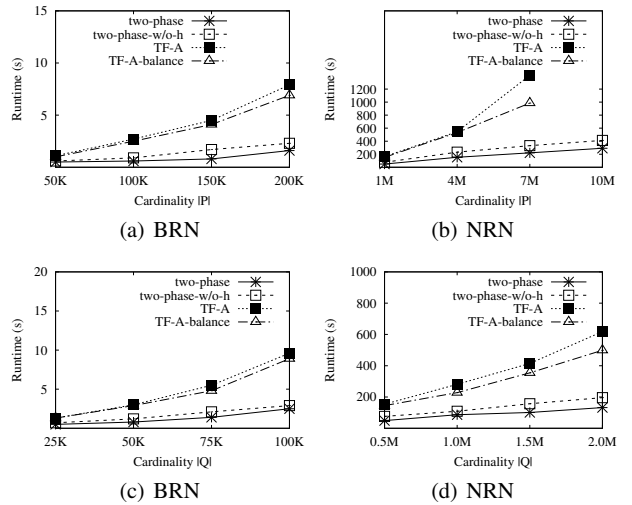 15
10
5
Runtime (s)
two-phase
two-phase-w/o-h
TF-A
TF-A-balance
50K 100K 150K 200K
Cardinality |P|
(a) BRN
1200
1000
800
600
400
200
Runtime (s)
two-phase
two-phase-w/o-h
TF-A
TF-A-balance
1M 4M 7M 10M
Cardinality |P|
(b) NRN
20
15
10
5
Runtime (s)
two-phase
two-phase-w/o-h
TF-A
TF-A-balance
25K 50K 75K 100K
Cardinality |Q|
(c) BRN
1000
800
600
400
200
Runtime (s)
two-phase
two-phase-w/o-h
TF-A
TF-A-balance
0.5M 1.0M 1.5M 2.0M
Cardinality |Q|
(d) NRN